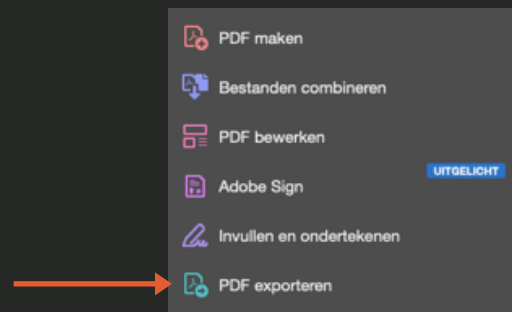 PDF maken
Bestanden combineren
PDF bewerken
UITGELICHT
Adobe Sign
Invullen en ondertekenen
PDF exporteren